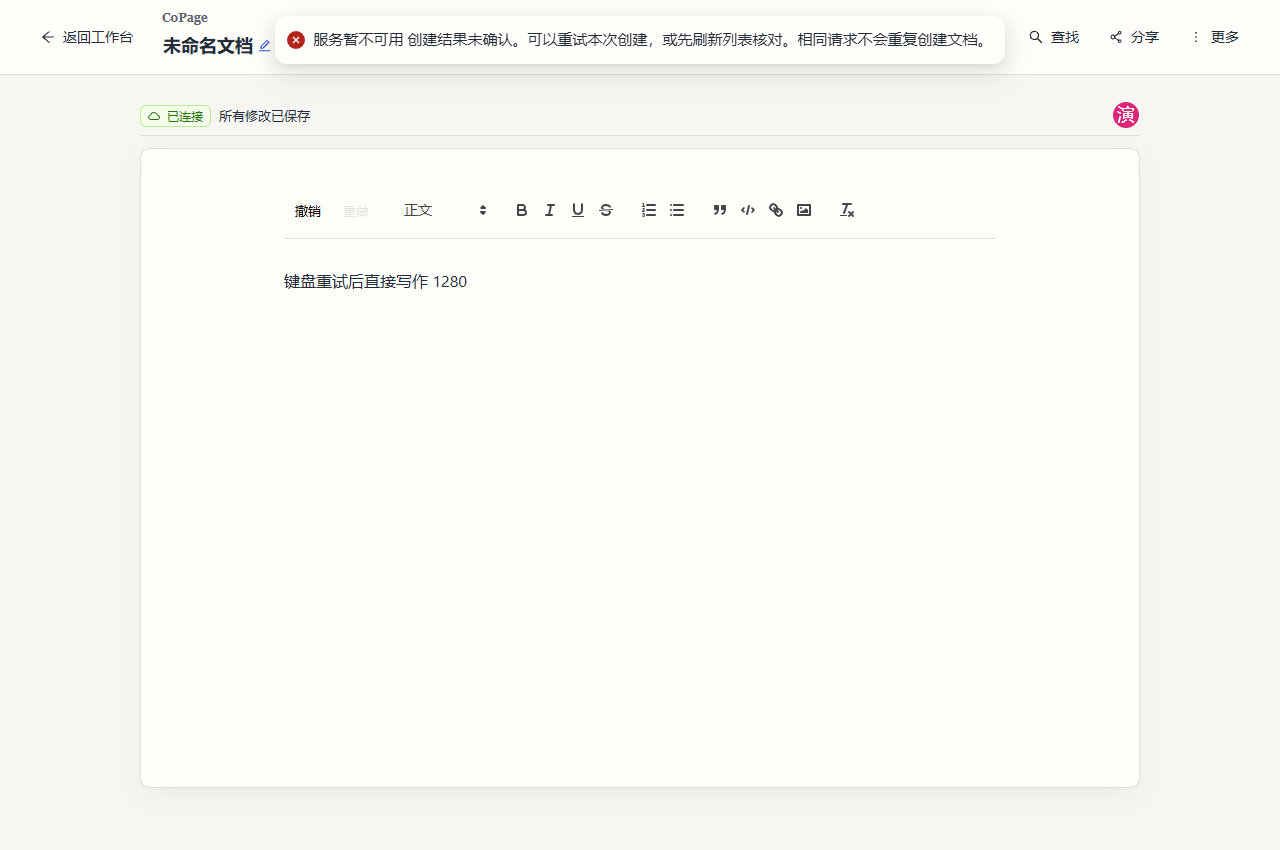 返回工作台
CoPage
未命名文档
服务暂不可用 创建结果未确认。可以重试本次创建，或先刷新列表核对。相同请求不会重复创建文档。
查找
分享
更多
已连接
所有修改已保存
演
撤销
重做
正文
键盘重试后直接写作 1280